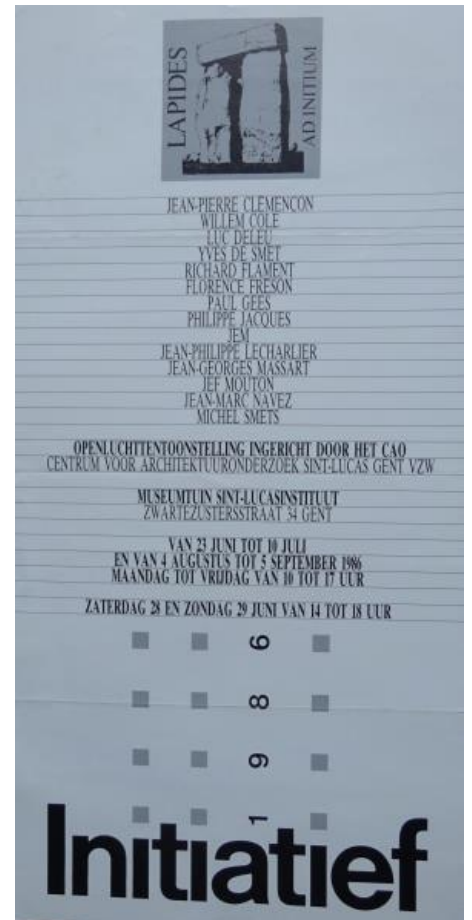 LAPIDES
AD INITIUM
JEAN-PIERRE CLEMENÇON
WILLEM COLE
LUC DELEU
YVES DE SMET
RICHARD FLAMENT
FLORENCE FRESON
PAUL GEES
PHILIPPE JACQUES
JEM
JEAN-PHILIPPE LECHARLIER
JEAN-GEORGES MASSART
JEF MOUTON
JEAN-MARC NAVEZ
MICHEL SMETS
OPENLUCHTTENTOONSTELLING INGERICHT DOOR HET CAO
CENTRUM VOOR ARCHITEKTUURONDERZOEK SINT-LUCAS GENT VZW
MUSEUMTUIN SINT-LUCASINSTITUUT
ZWARTEZUSTERSSTRAAT 34 GENT
VAN 23 JUNI TOT 10 JULI
EN VAN 4 AUGUSTUS TOT 5 SEPTEMBER 1986
MAANDAG TOT VRIJDAG VAN 10 TOT 17 UUR
ZATERDAG 28 EN ZONDAG 29 JUNI VAN 14 TOT 18 UUR
1986
Initiatief